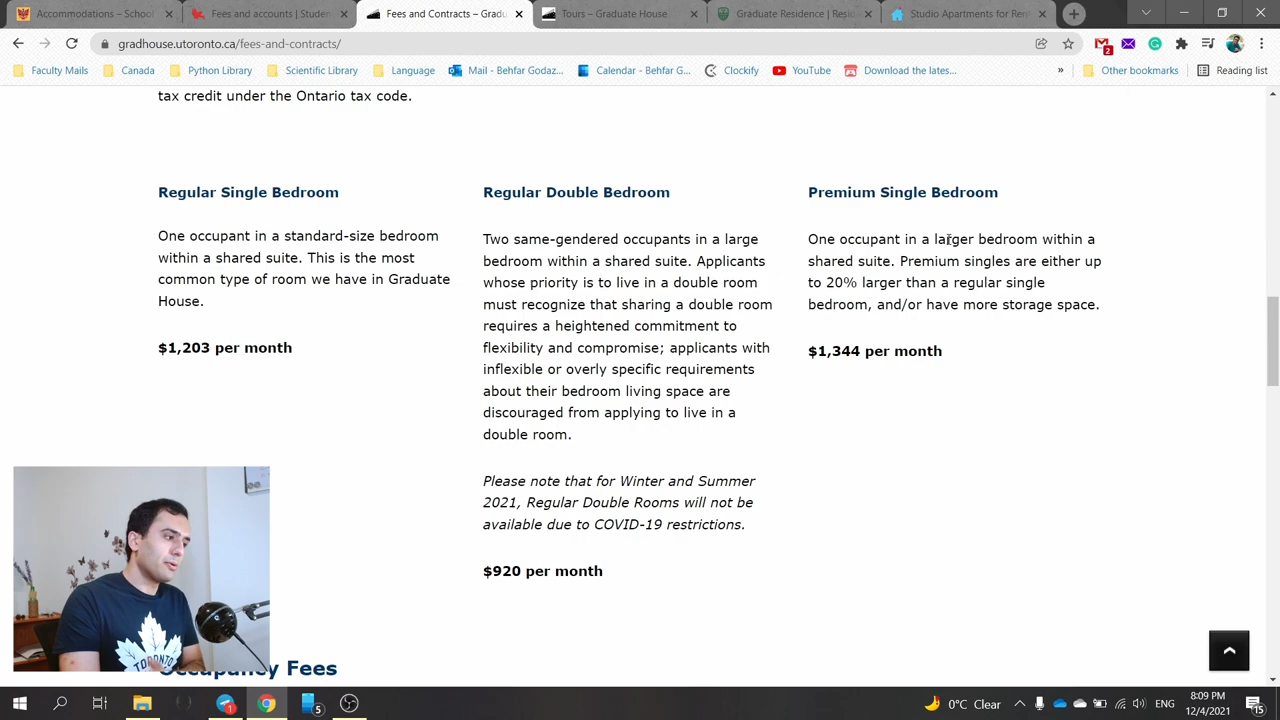 Accommodations – School
Fees and accounts | Studen
Fees and Contracts – Gradu
Tours – Graduate House
Graduate Residence | Resid
Studio Apartments for Rent
gradhouse.utoronto.ca/fees-and-contracts/
2
Faculty Mails
Canada
Python Library
Scientific Library
Language
Mail - Behfar Godaz...
Calendar - Behfar G...
Clockify
YouTube
Download the lates...
»
Other bookmarks
Reading list
tax credit under the Ontario tax code.
Regular Single Bedroom
One occupant in a standard-size bedroom
within a shared suite. This is the most
common type of room we have in Graduate
House.
$1,203 per month
Regular Double Bedroom
Two same-gendered occupants in a large
bedroom within a shared suite. Applicants
whose priority is to live in a double room
must recognize that sharing a double room
requires a heightened commitment to
flexibility and compromise; applicants with
inflexible or overly specific requirements
about their bedroom living space are
discouraged from applying to live in a
double room.
Please note that for Winter and Summer
2021, Regular Double Rooms will not be
available due to COVID-19 restrictions.
$920 per month
Premium Single Bedroom
One occupant in a larger bedroom within a
shared suite. Premium singles are either up
to 20% larger than a regular single
bedroom, and/or have more storage space.
$1,344 per month
TORONTO
Occupancy Fees
1
5
0°C Clear
ENG
8:09 PM
12/4/2021
15